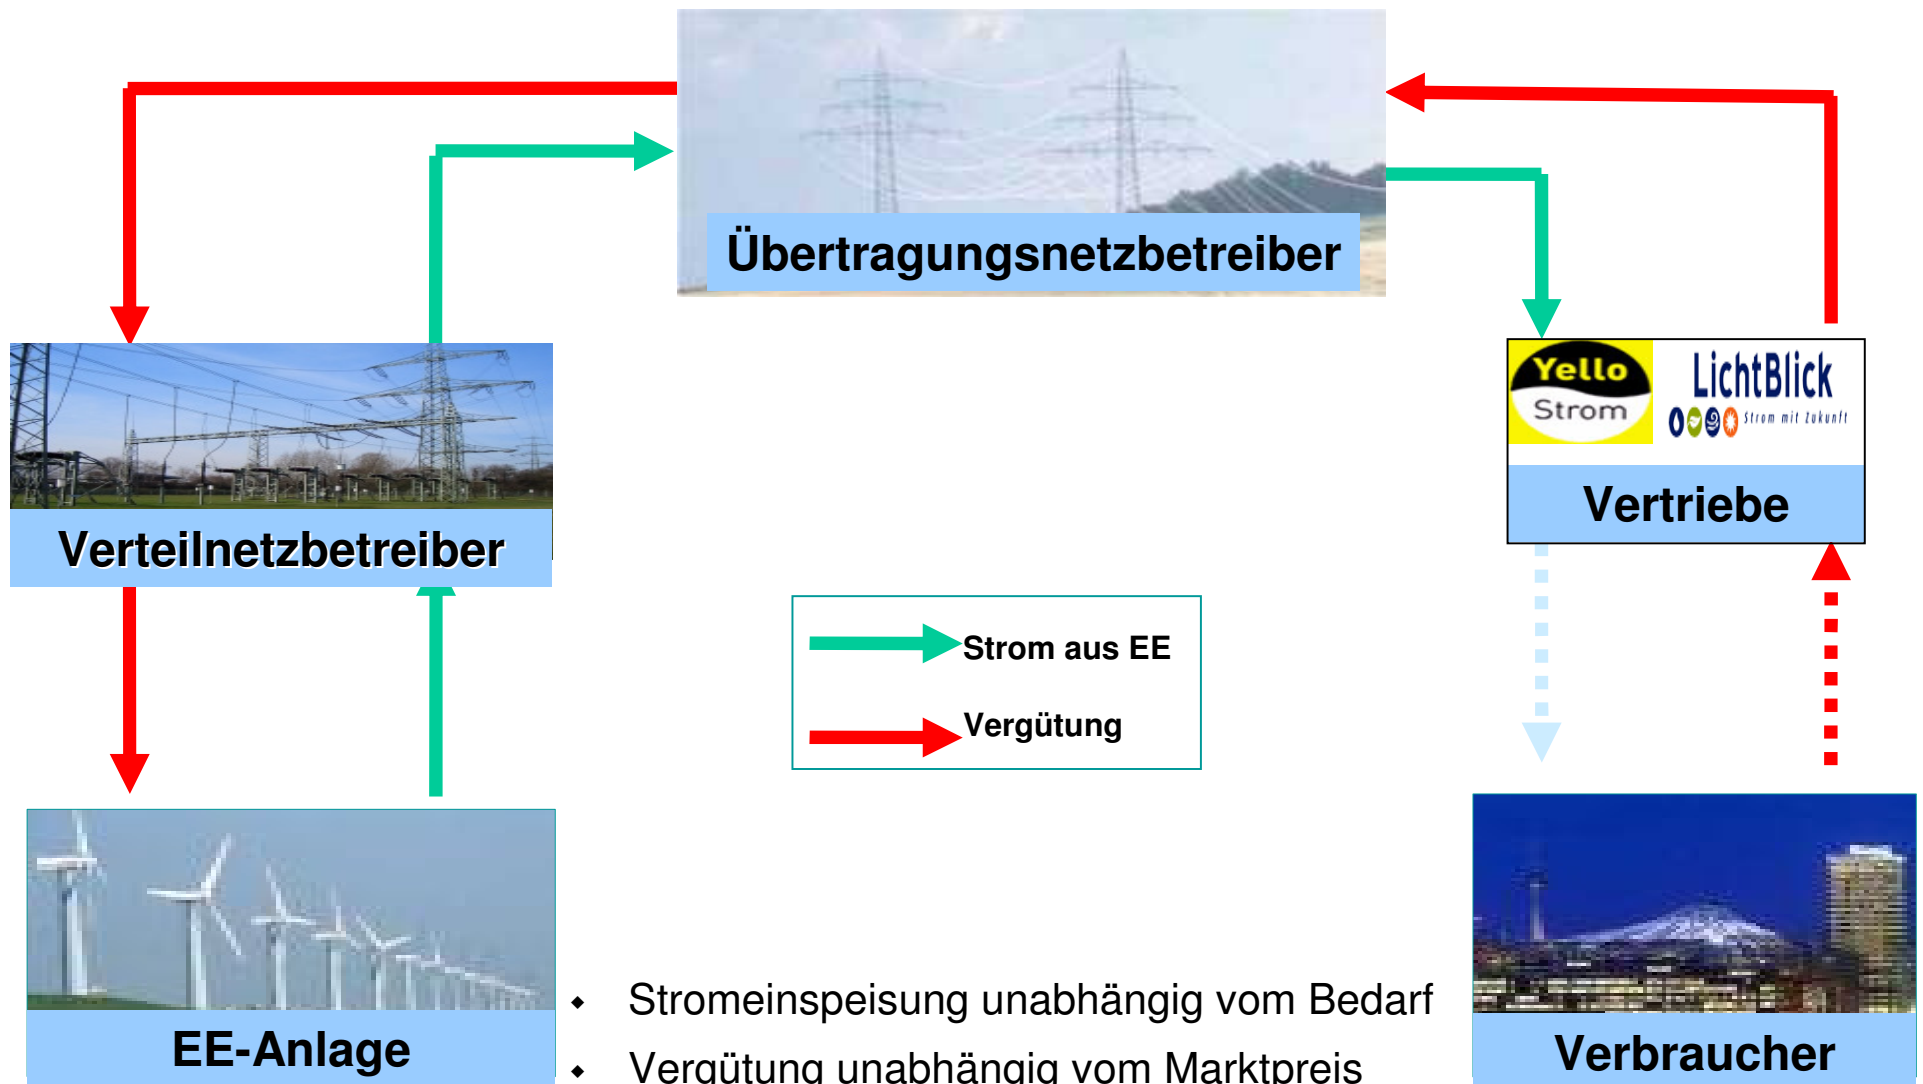 Übertragungsnetzbetreiber
Yello
Strom
LichtBlick
Strom mit Zukunft
Vertriebe
Verteilnetzbetreiber
Strom aus EE
Vergütung
EE-Anlage
Verbraucher
Stromeinspeisung unabhängig vom Bedarf
Vergütung unabhängig vom Marktpreis